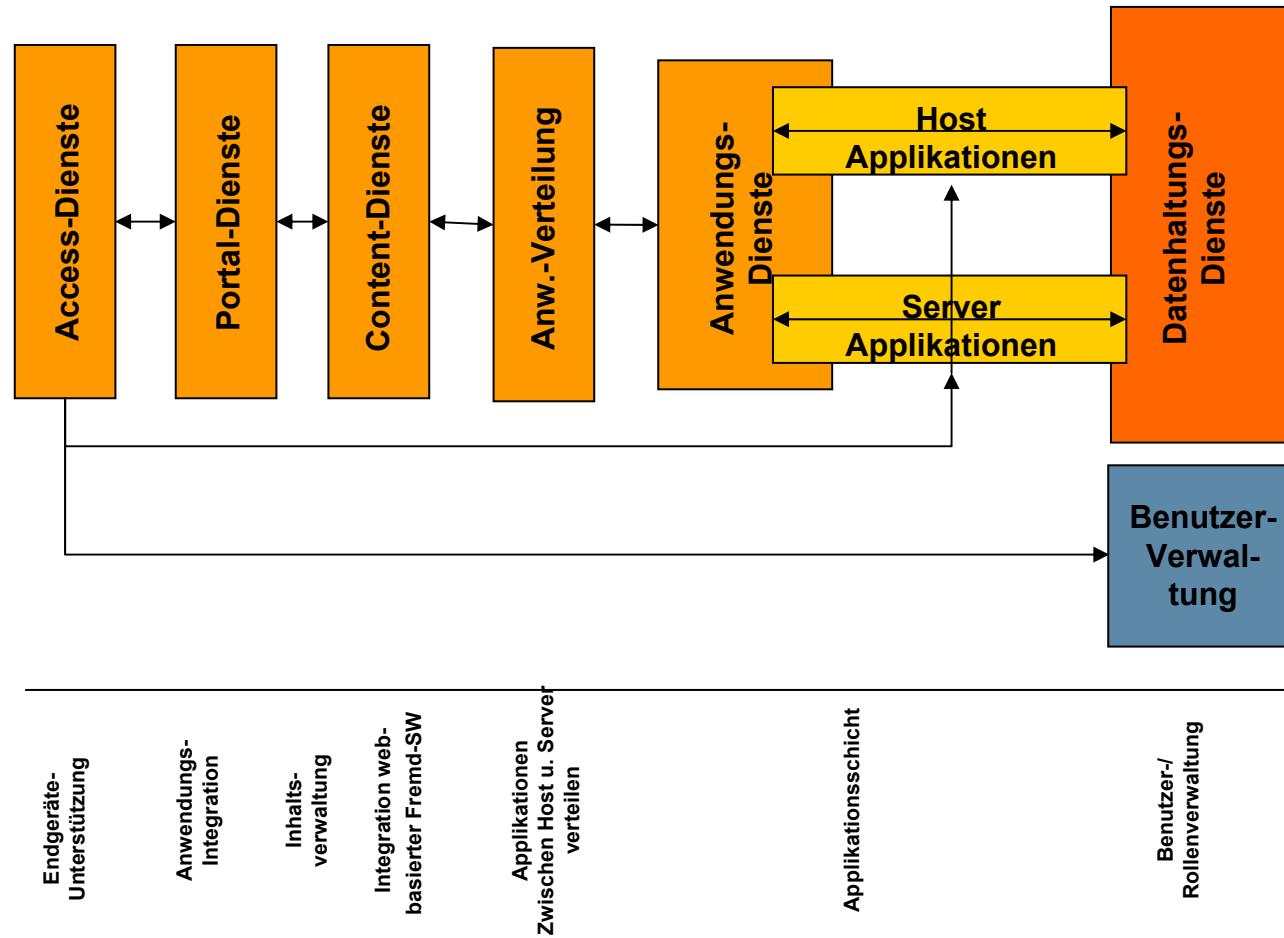 Access-Dienste
Portal-Dienste
Content-Dienste
Anw.-Verteilung
Anwendungs-
Dienste
Host
Applikationen
Server
Applikationen
Datenhaltungs-
Dienste
Benutzer-
Verwal-
tung
Endgeräte-
Unterstützung
Anwendungs-
Integration
Inhalts-
verwaltung
Integration web-
basierter Fremd-SW
Applikationen
Zwischen Host u. Server
verteilen
Applikationsschicht
Benutzer-/
Rollenverwaltung